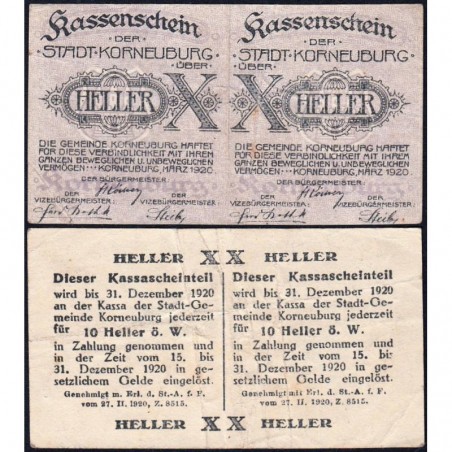 Kassenschein
DER
STADT KORNEUBURG
ÜBER
HELLER X
DIE GEMEINDE KORNEUBURG HAFTET
FÜR DIESE VERBINDLICHKEIT MIT IHREM
GANZEN BEWEGLICHEN U. UNBEWEGLICHEN
VERMÖGEN---KORNEUBURG, MÄRZ 1920
DER BÜRGERMEISTER:
DER
VIZEBÜRGERMEISTER:
DER
VIZEBÜRGERMEISTER:
Kassenschein
DER
STADT KORNEUBURG
ÜBER
X HELLER
DIE GEMEINDE KORNEUBURG HAFTET
FÜR DIESE VERBINDLICHKEIT MIT IHREM
GANZEN BEWEGLICHEN U. UNBEWEGLICHEN
VERMÖGEN---KORNEUBURG, MÄRZ 1920
DER BÜRGERMEISTER:
DER
VIZEBÜRGERMEISTER:
DER
VIZEBÜRGERMEISTER:
HELLER X
Dieser Kassascheinteil
wird bis 31. Dezember 1920
an der Kassa der Stadt-Ge-
meinde Korneuburg jederzeit
für 10 Heller ö. W.
in Zahlung genommen und
in der Zeit vom 15. bis
31. Dezember 1920 in ge-
setzlichem Gelde eingelöst.
Genehmigt m. Erl. d. St.-A. f. F.
vom 27. II. 1920, Z. 8515.
HELLER X
X HELLER
Dieser Kassascheinteil
wird bis 31. Dezember 1920
an der Kassa der Stadt-Ge-
meinde Korneuburg jederzeit
für 10 Heller ö. W.
in Zahlung genommen und
in der Zeit vom 15. bis
31. Dezember 1920 in ge-
setzlichem Gelde eingelöst.
Genehmigt mit Erl. d. St.-A. f. F.
vom 27. II. 1920, Z. 8515.
X HELLER